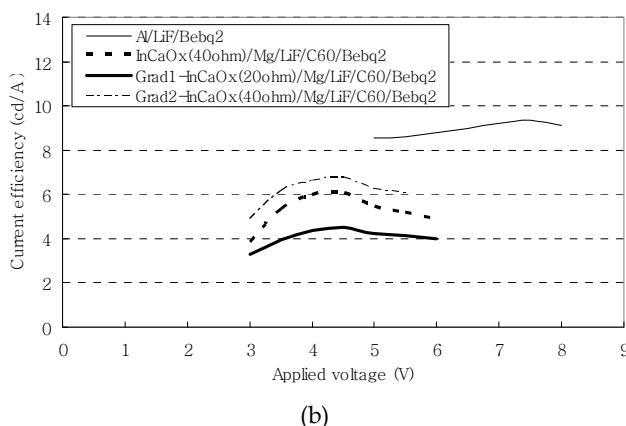 14
12
10
8
6
4
2
0
Current efficiency (cd/A)
Al/LiF/Bebq2
InCaOx(40ohm)/Mg/LiF/C60/Bebq2
Grad1-InCaOx(20ohm)/Mg/LiF/C60/Bebq2
Grad2-InCaOx(40ohm)/Mg/LiF/C60/Bebq2
0 1 2 3 4 5 6 7 8 9
Applied voltage (V)
(b)